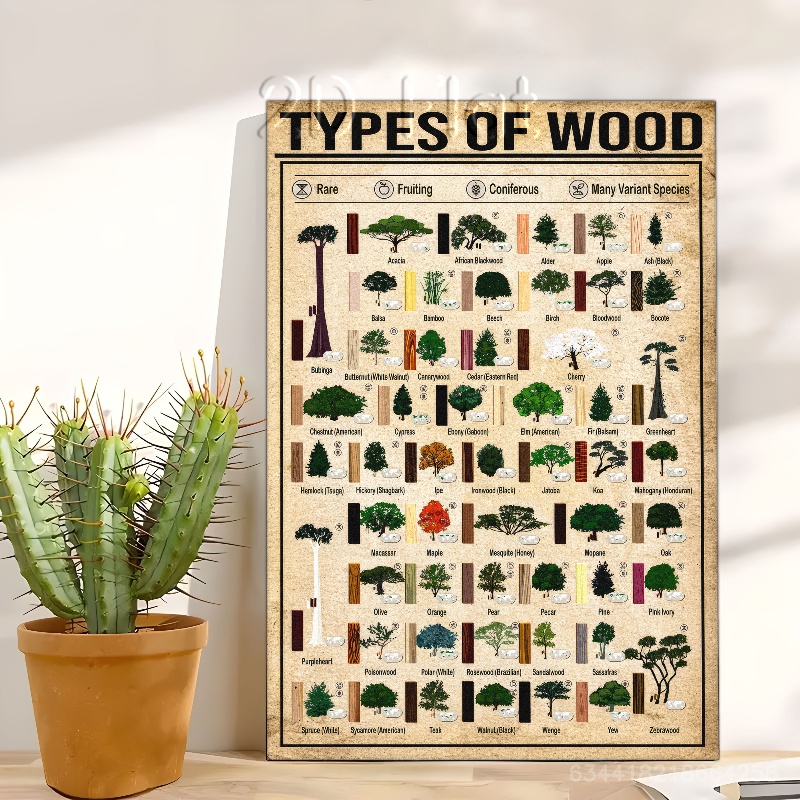 TYPES OF WOOD
Rare Fruiting Coniferous Many Variant Species
Acacia African Blackwood Alder Apple Ash (Black)
Balsa Bamboo Beech Birch Bloodwood Bocote
Bubinga Butternut (White Walnut) Canarywood Cedar (Eastern Red) Cherry
Chestnut (American) Cypress Ebony (Gaboon) Elm (American) Fir (Balsam) Greenheart
Hemlock (Tsuga) Hickory (Shagbark) Ipe Ironwood (Black) Jatoba Koa Mahogany (Honduran)
Macassar Maple Mesquite (Honey) Mopane Oak
Olive Orange Pear Pecar Pine Pink Ivory
Purpleheart Poisonwood Polar (White) Rosewood (Brazilian) Sandalwood Sassafras
Spruce (White) Sycamore (American) Teak Walnut (Black) Wenge Yew Zebrawood